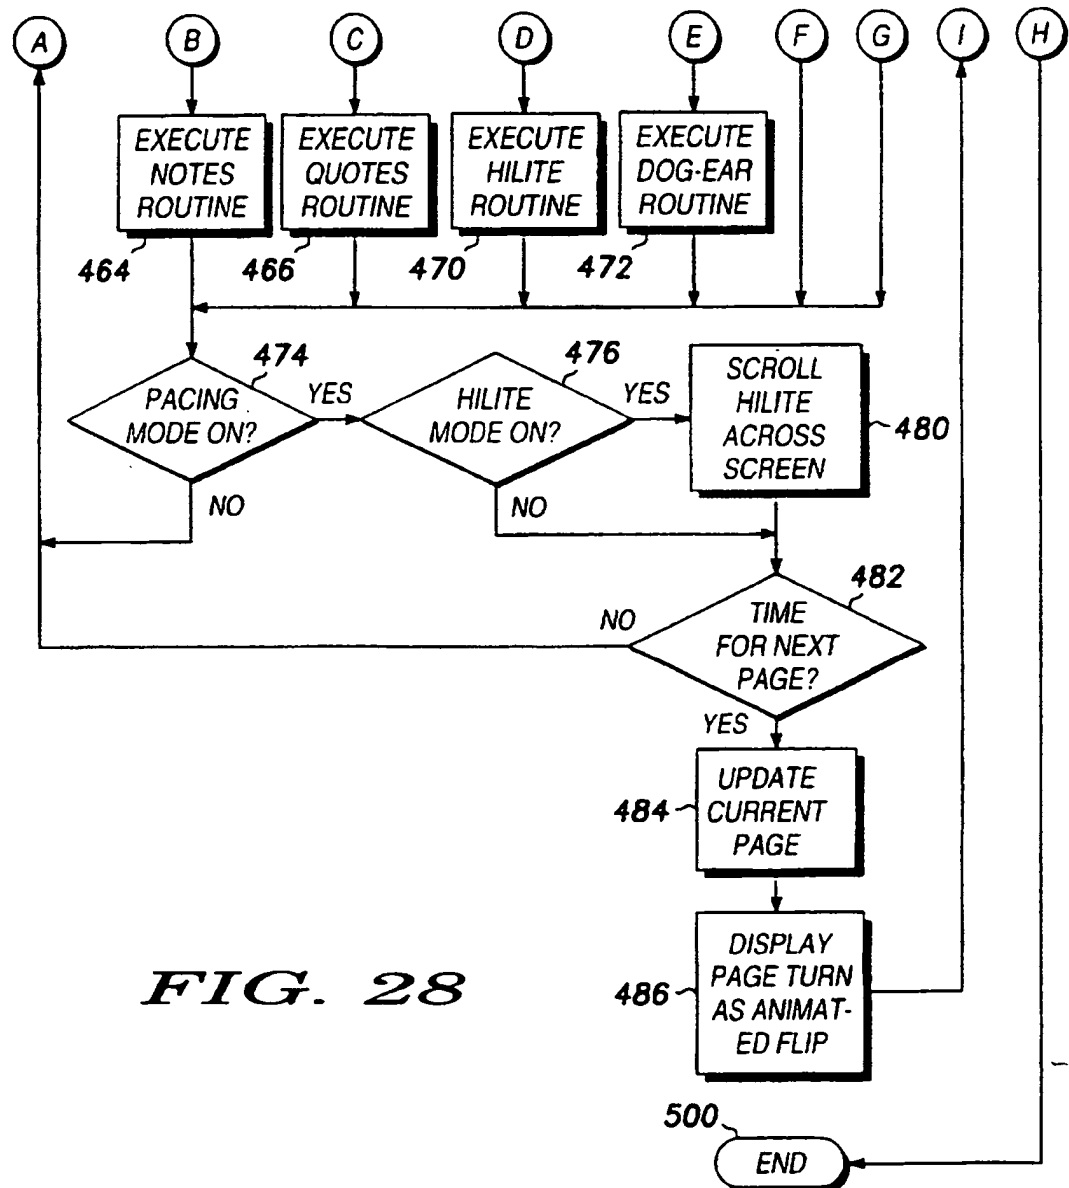 A
B
C
D
E
F
G
I
H
EXECUTE
NOTES
ROUTINE
464
EXECUTE
QUOTES
ROUTINE
466
EXECUTE
HILITE
ROUTINE
470
EXECUTE
DOG-EAR
ROUTINE
472
PACING
MODE ON?
474
YES
NO
HILITE
MODE ON?
476
YES
NO
SCROLL
HILITE
ACROSS
SCREEN
480
TIME
FOR NEXT
PAGE?
482
NO
YES
UPDATE
CURRENT
PAGE
484
DISPLAY
PAGE TURN
AS ANIMAT-
ED FLIP
486
FIG. 28
500
END